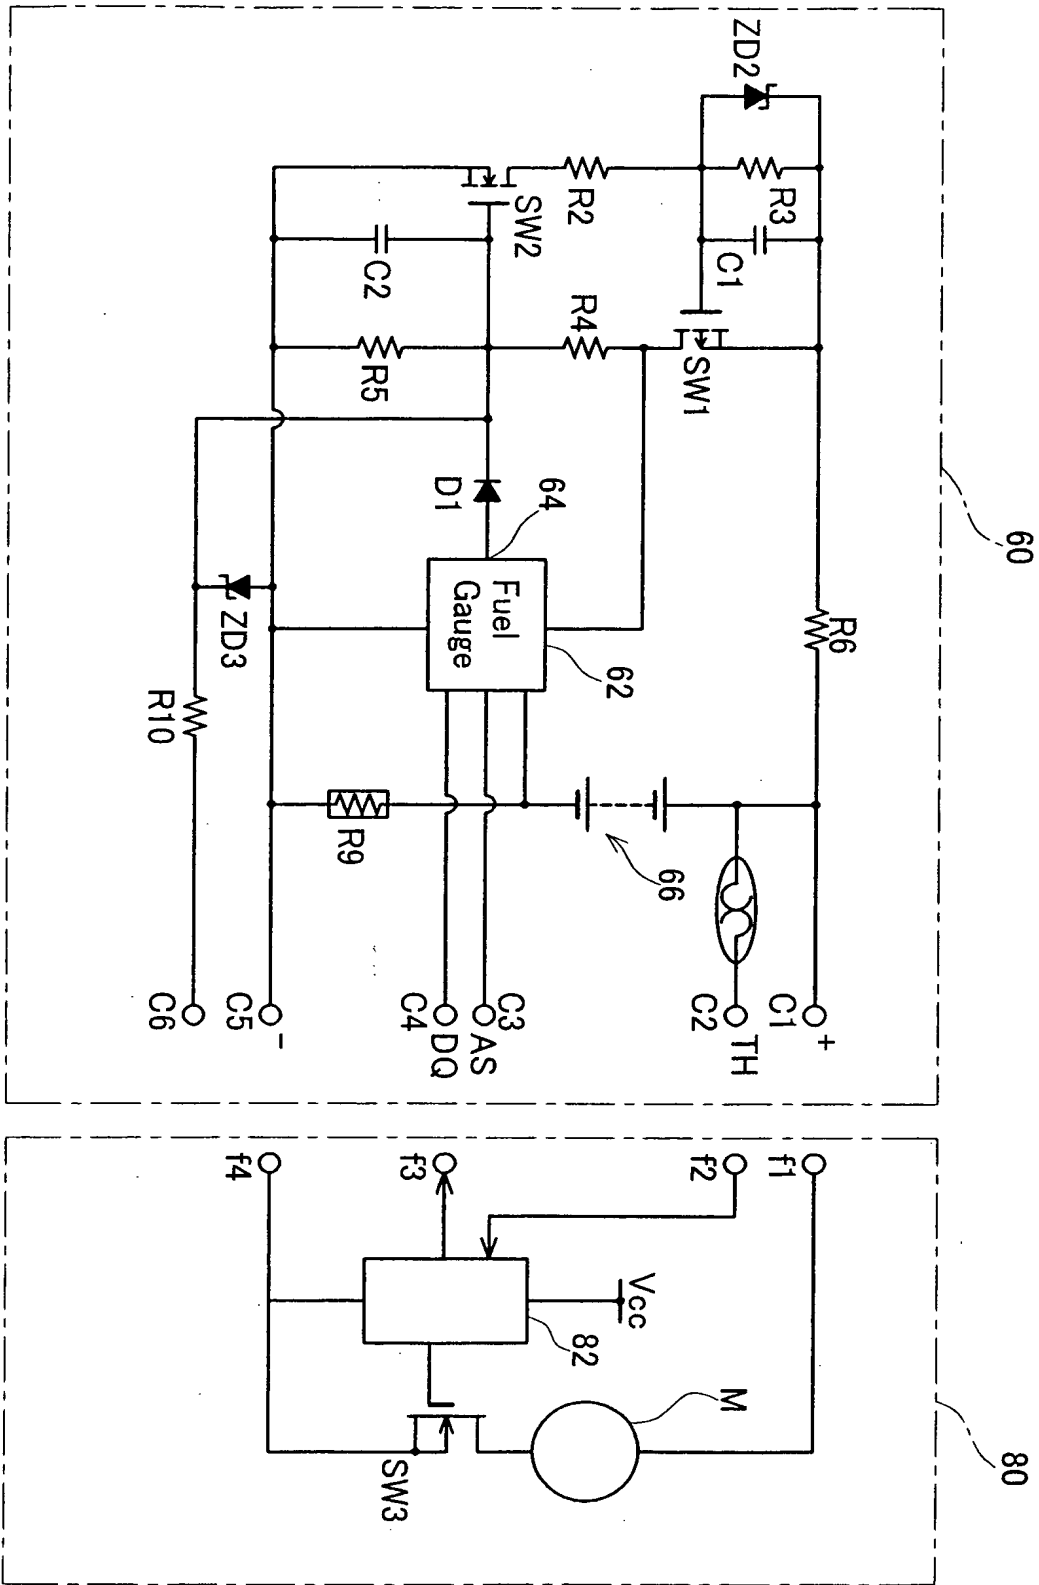 60
80
ZD2
R3
C1
R2
SW2
C2
R4
SW1
R5
R6
D1
64
Fuel
Gauge
62
ZD3
R10
R9
66
+
C1
TH
C2
AS
C3
DQ
C4
-
C5
C6
f1
f2
f3
f4
Vcc
82
M
SW3